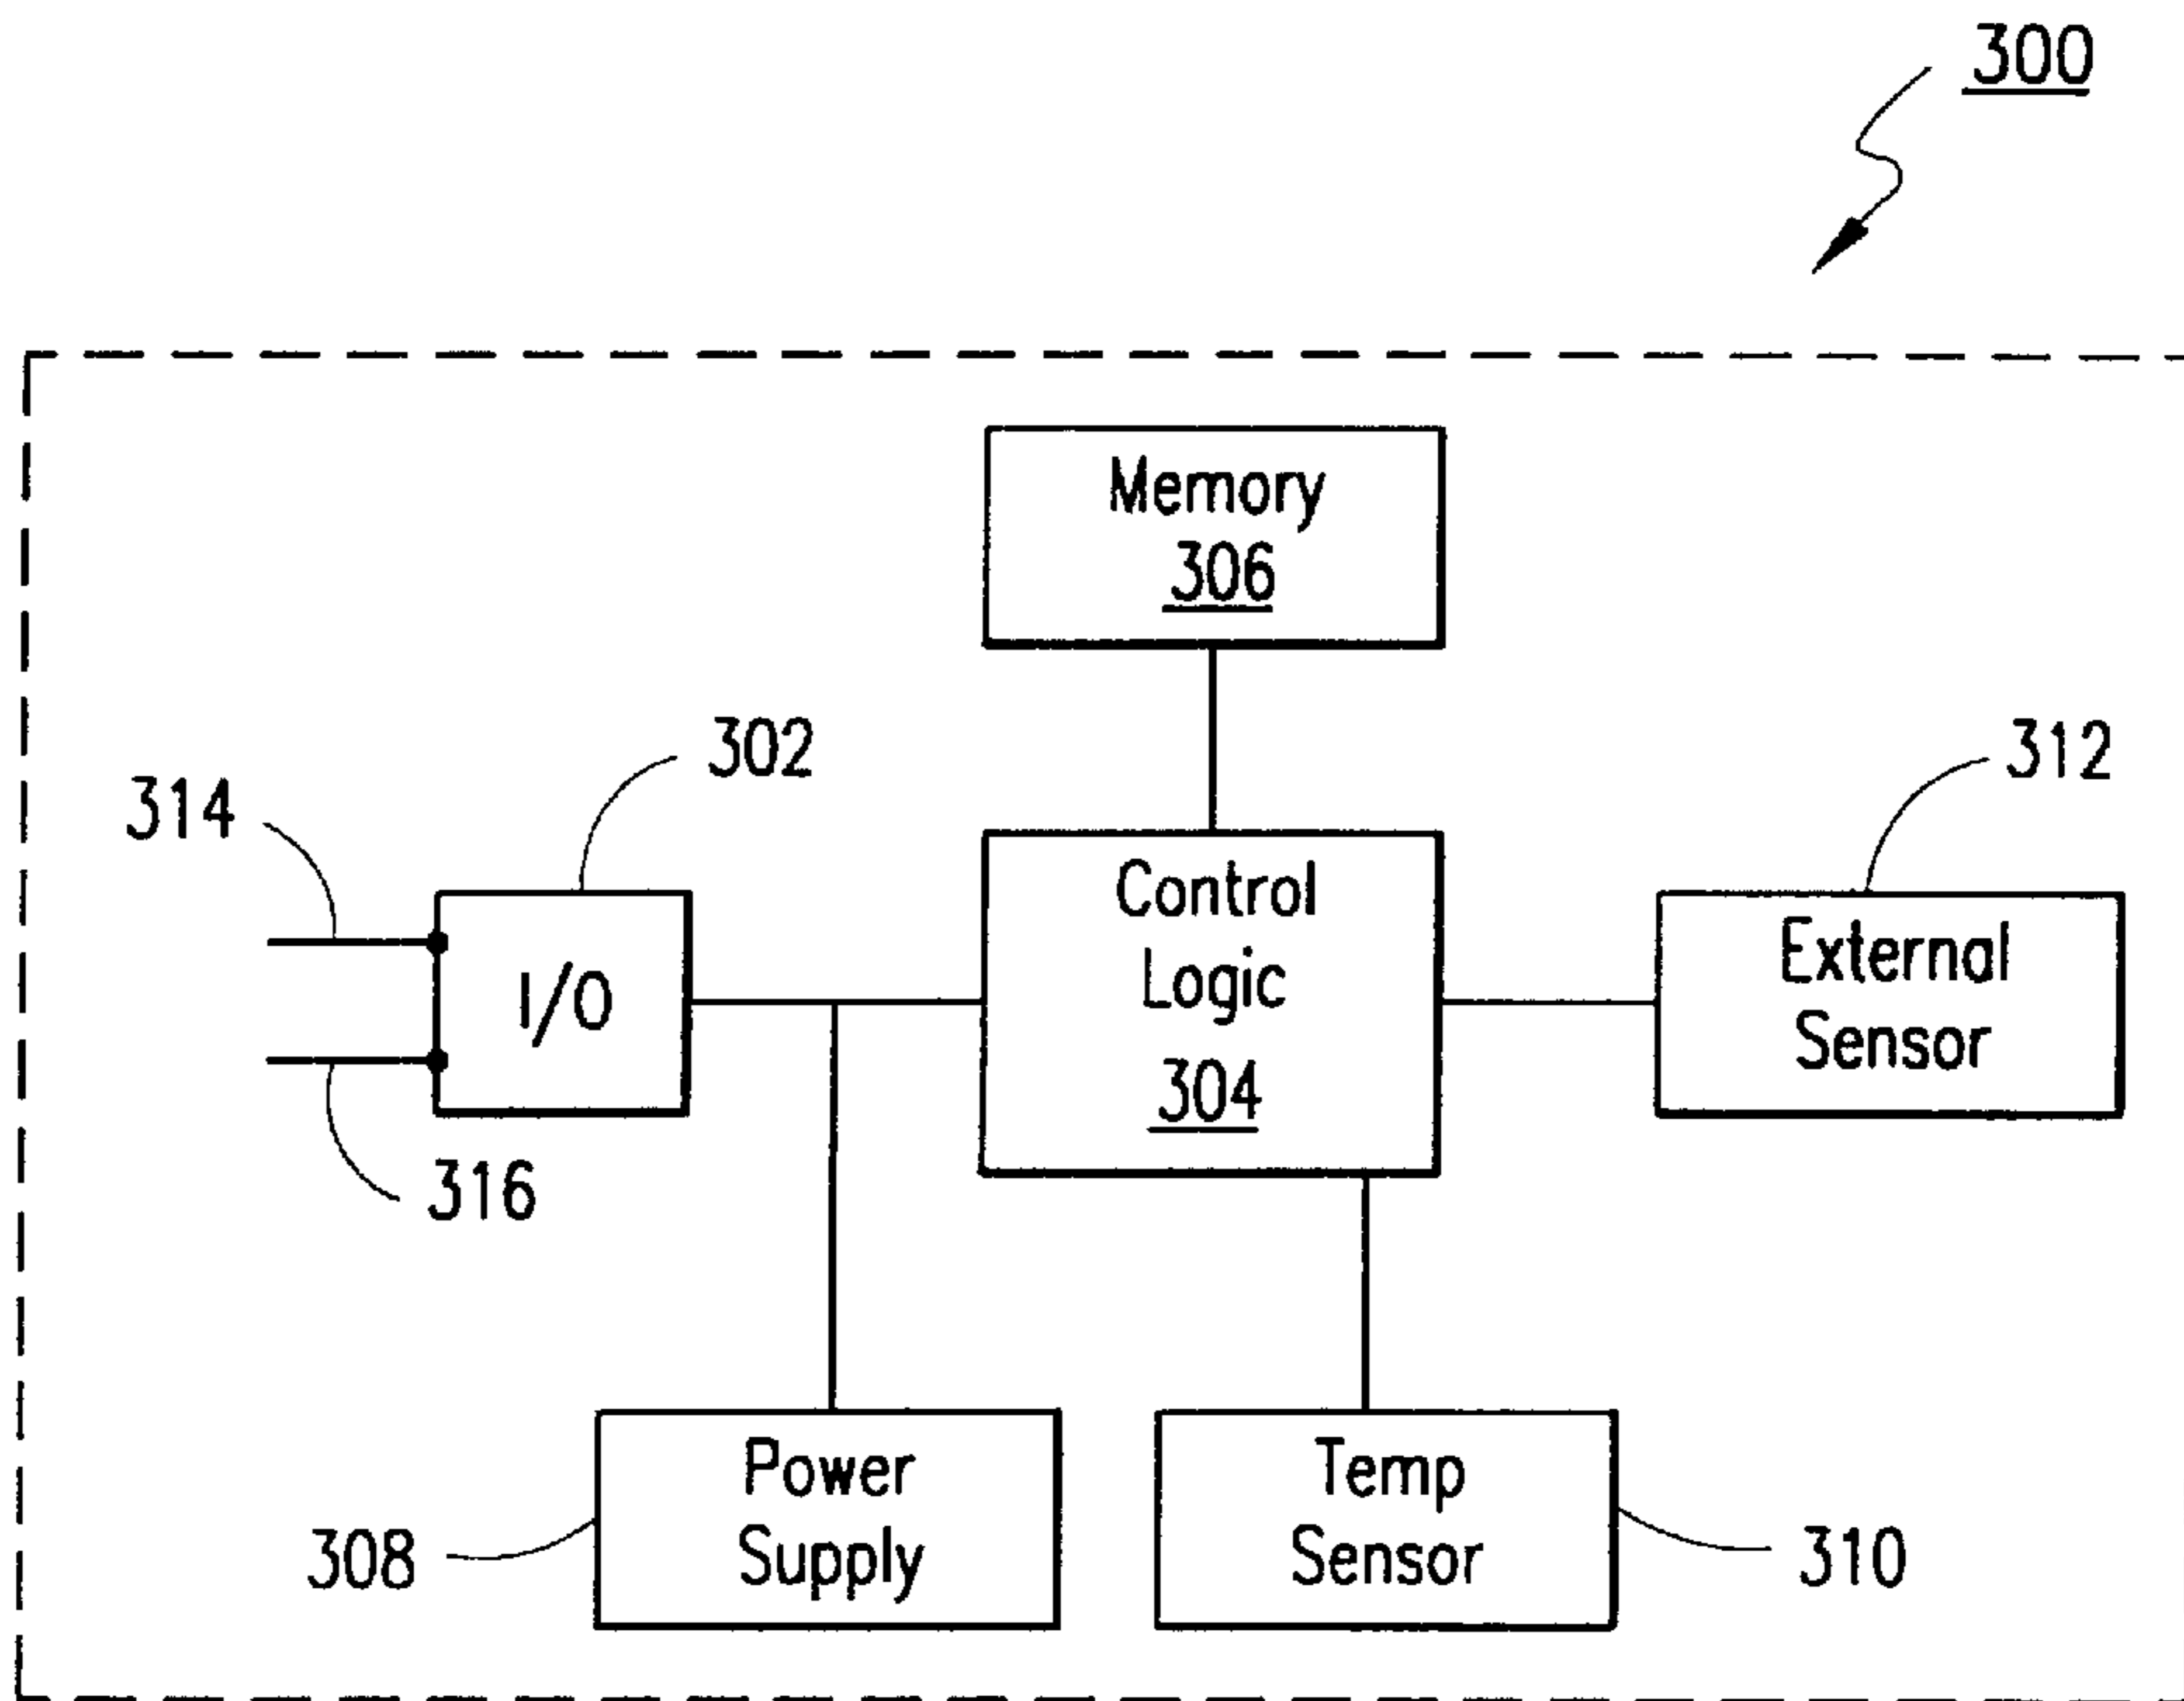 300
Memory
306
302
312
314
Control
Logic
304
I/O
External
Sensor
316
Power
Supply
308
Temp
Sensor
310